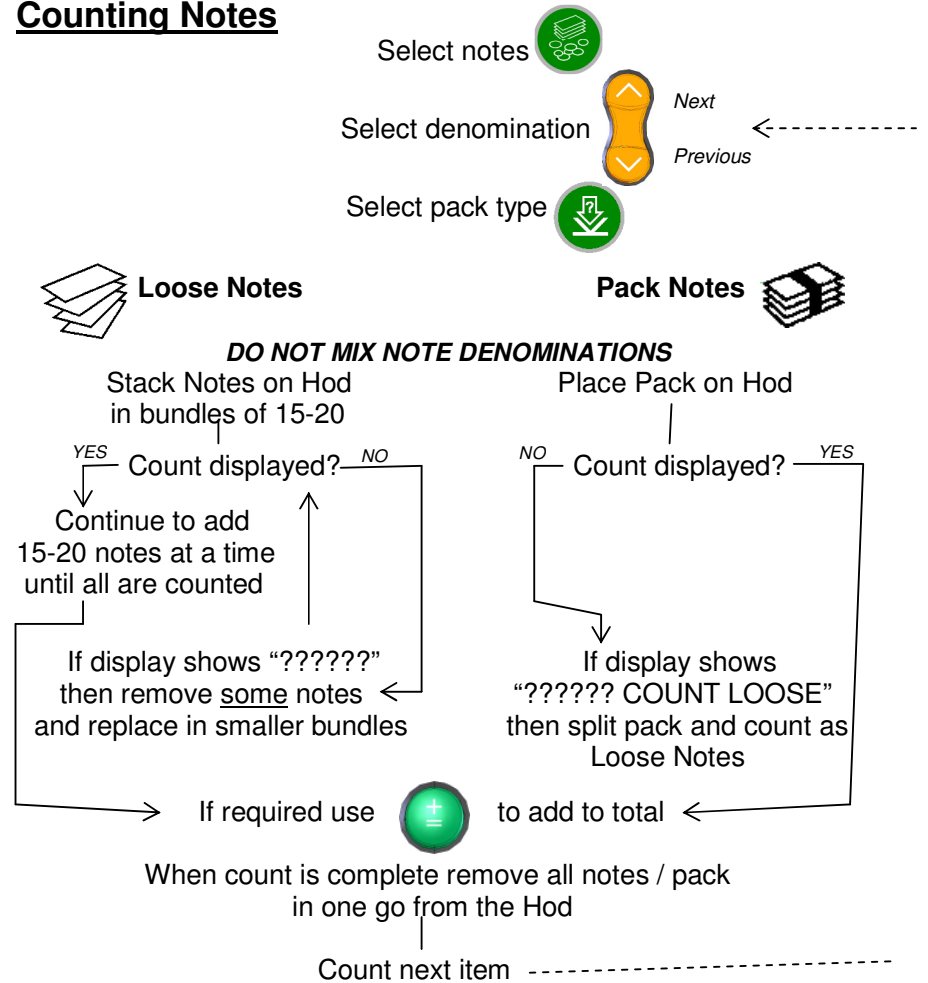 Counting Notes
Select notes
Next
Select denomination
Previous
Select pack type
?
Loose Notes
Pack Notes
DO NOT MIX NOTE DENOMINATIONS
Stack Notes on Hod
in bundles of 15-20
Place Pack on Hod
YES
Count displayed?
NO
NO
Count displayed?
YES
Continue to add
15-20 notes at a time
until all are counted
If display shows “??????”
then remove some notes
and replace in smaller bundles
If display shows
“?????? COUNT LOOSE”
then split pack and count as
Loose Notes
If required use
+
=
to add to total
When count is complete remove all notes / pack
in one go from the Hod
Count next item